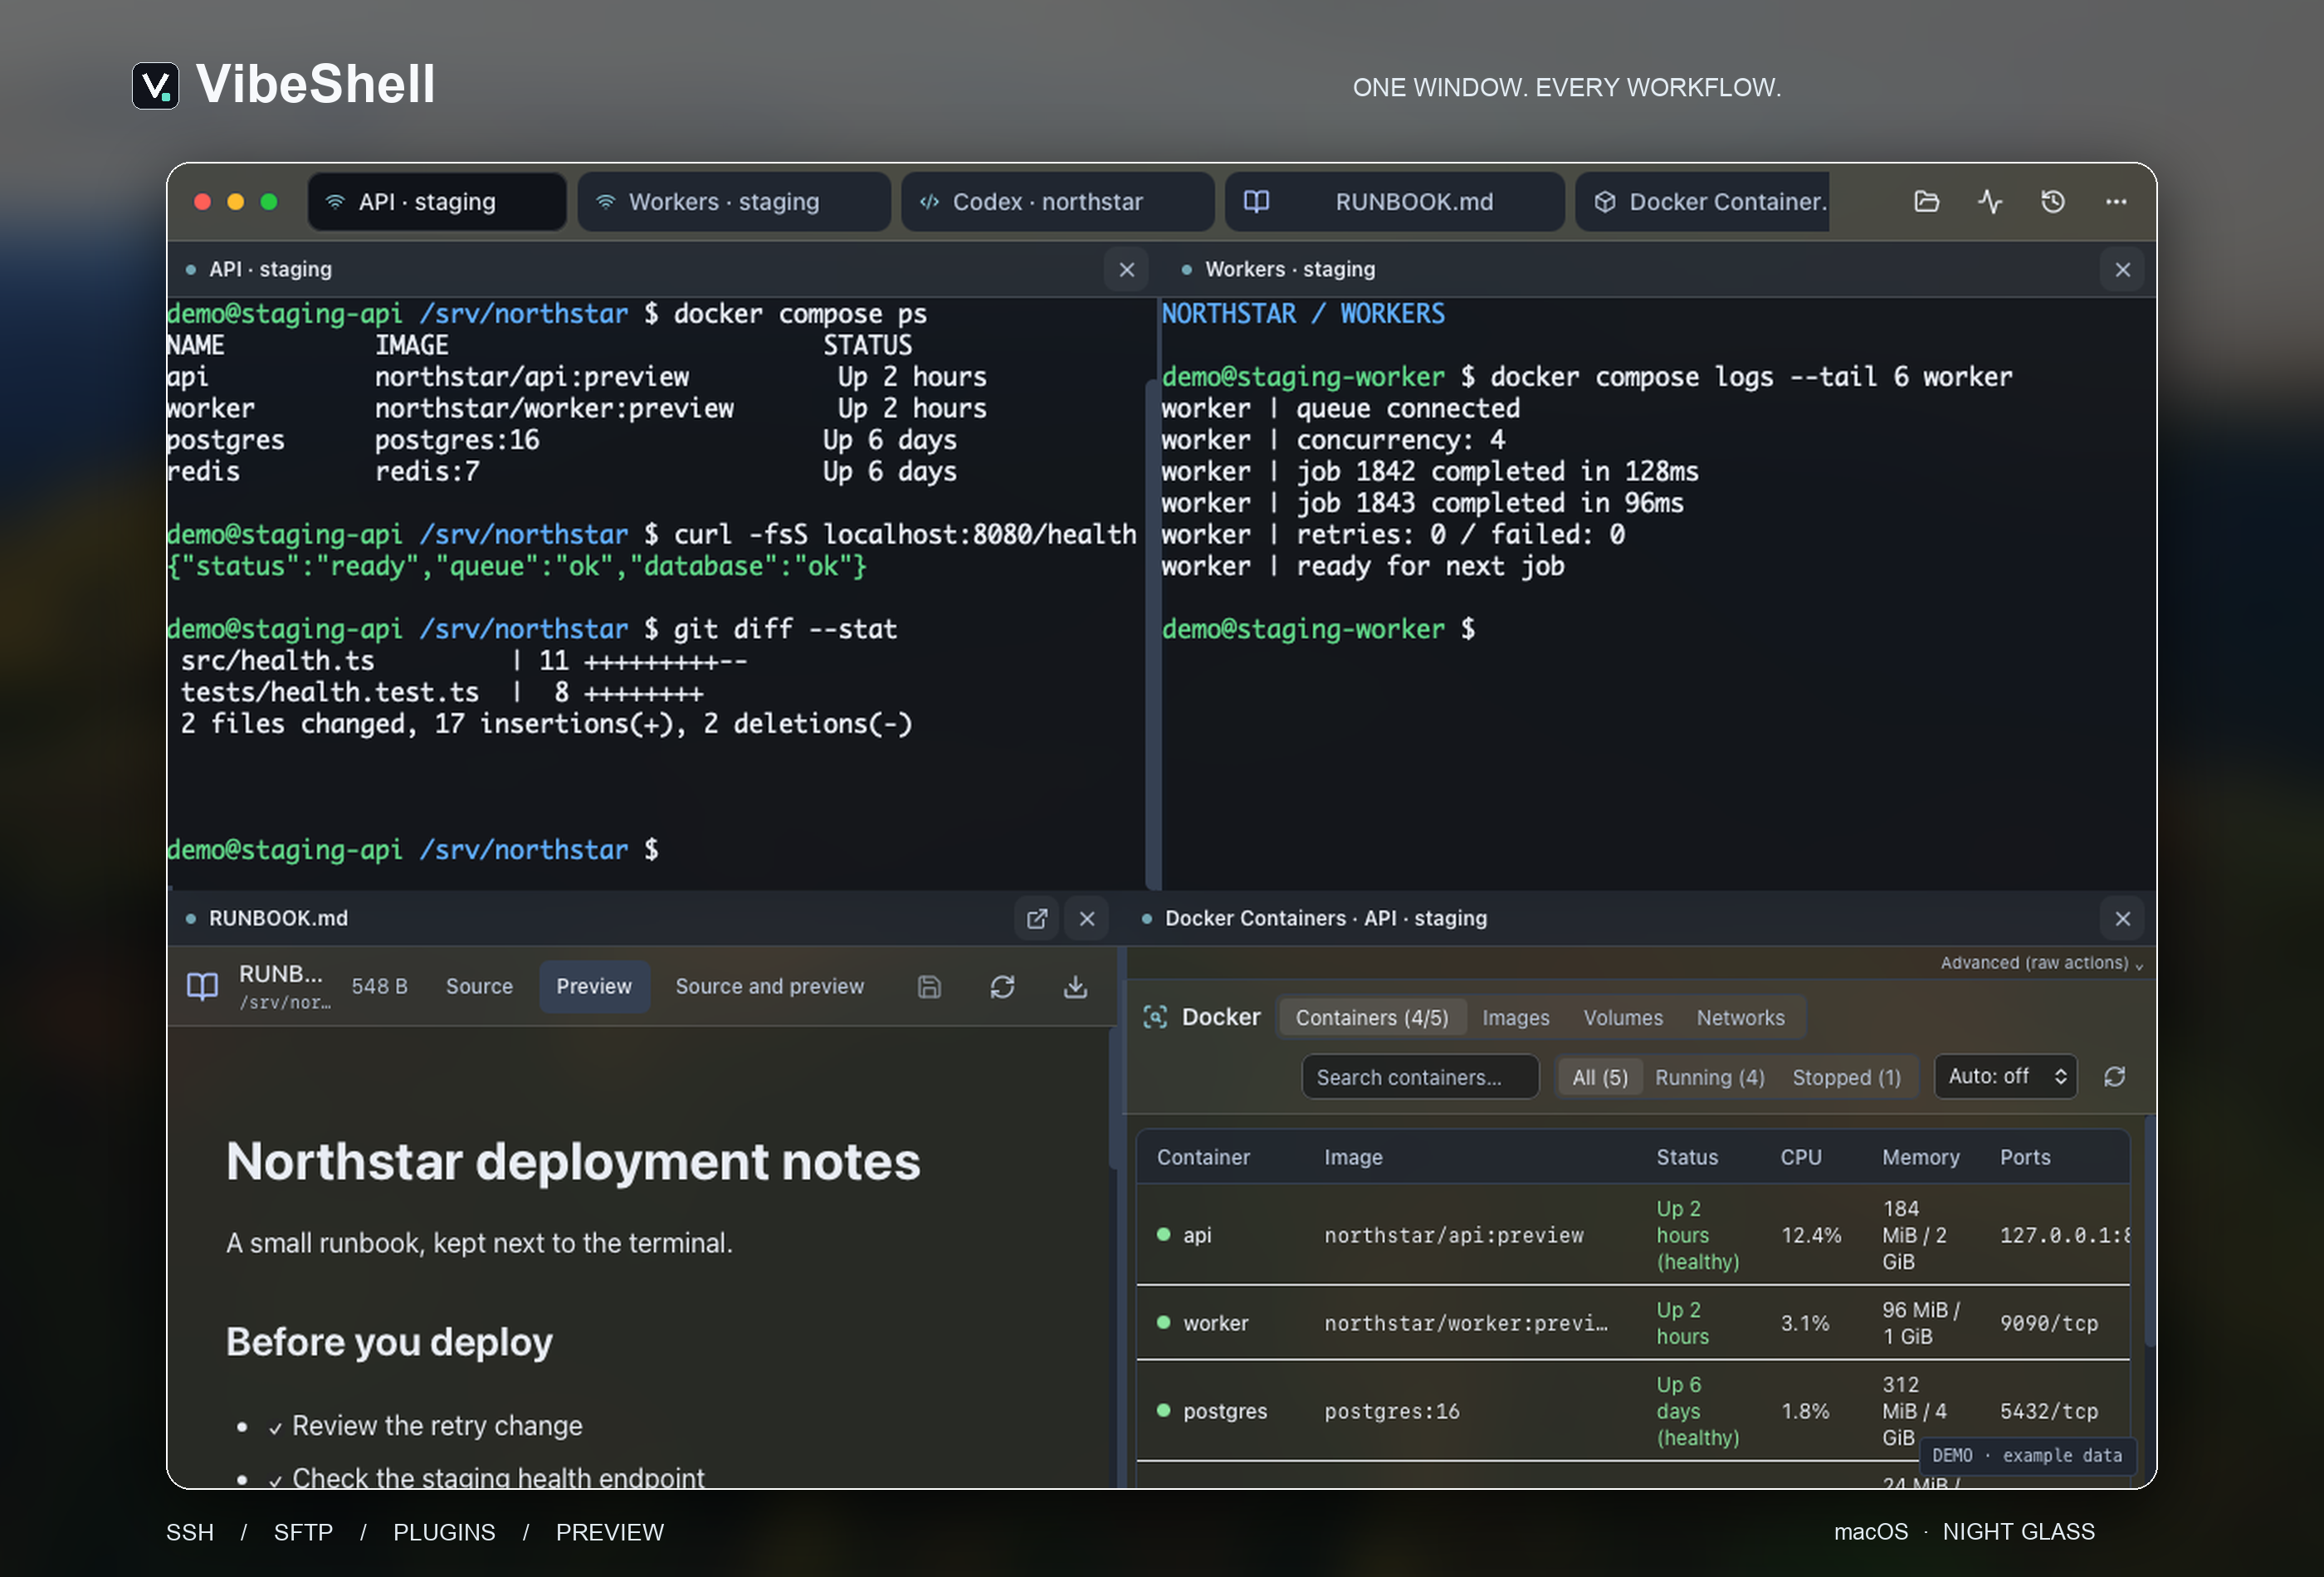 VibeShell
ONE WINDOW. EVERY WORKFLOW.
API · staging
Workers · staging
Codex · northstar
RUNBOOK.md
Docker Container.
API · staging
demo@staging-api /srv/northstar $ docker compose ps
NAME IMAGE STATUS
api northstar/api:preview Up 2 hours
worker northstar/worker:preview Up 2 hours
postgres postgres:16 Up 6 days
redis redis:7 Up 6 days
demo@staging-api /srv/northstar $ curl -fsS localhost:8080/health
{"status":"ready","queue":"ok","database":"ok"}
demo@staging-api /srv/northstar $ git diff --stat
src/health.ts | 11 +++++++++--
tests/health.test.ts | 8 ++++++++
2 files changed, 17 insertions(+), 2 deletions(-)
demo@staging-api /srv/northstar $
Workers · staging
NORTHSTAR / WORKERS
demo@staging-worker $ docker compose logs --tail 6 worker
worker | queue connected
worker | concurrency: 4
worker | job 1842 completed in 128ms
worker | job 1843 completed in 96ms
worker | retries: 0 / failed: 0
worker | ready for next job
demo@staging-worker $
RUNBOOK.md
RUNB...
/srv/nor...
548 B
Source
Preview
Source and preview
Northstar deployment notes
A small runbook, kept next to the terminal.
Before you deploy
• ✓ Review the retry change
• ✓ Check the staging health endpoint
Docker Containers · API · staging
Advanced (raw actions)
Docker
Containers (4/5)
Images
Volumes
Networks
Search containers...
All (5)
Running (4)
Stopped (1)
Auto: off
Container Image Status CPU Memory Ports
api northstar/api:preview Up 2 hours (healthy) 12.4% 184 MiB / 2 GiB 127.0.0.1:8
worker northstar/worker:previ... Up 2 hours 3.1% 96 MiB / 1 GiB 9090/tcp
postgres postgres:16 Up 6 days (healthy) 1.8% 312 MiB / 4 GiB 5432/tcp
24 MiB /
DEMO · example data
SSH / SFTP / PLUGINS / PREVIEW
macOS · NIGHT GLASS